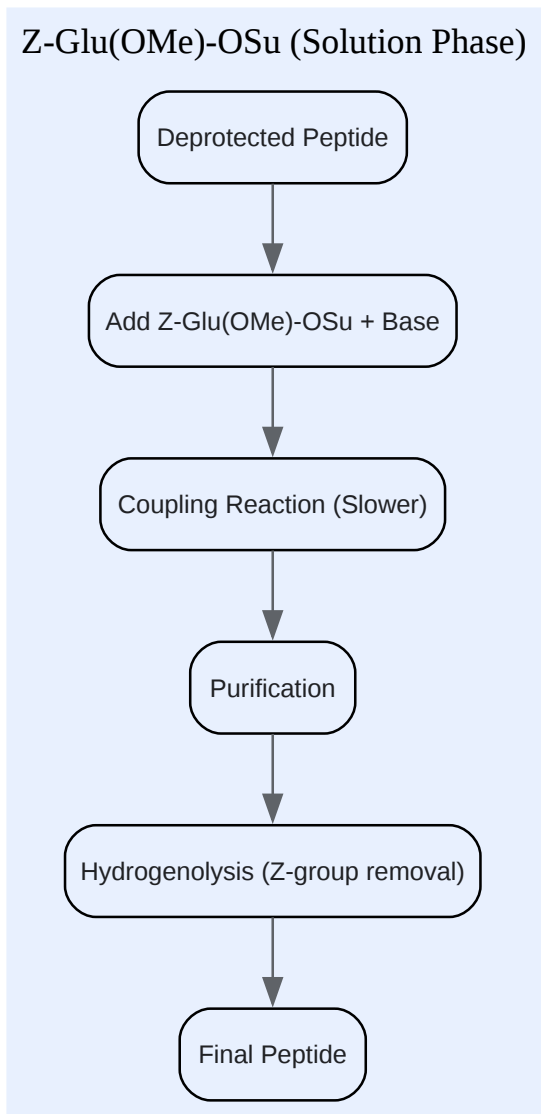 Z-Glu(OMe)-OSu (Solution Phase)
Deprotected Peptide
Add Z-Glu(OMe)-OSu + Base
Coupling Reaction (Slower)
Purification
Hydrogenolysis (Z-group removal)
Final Peptide